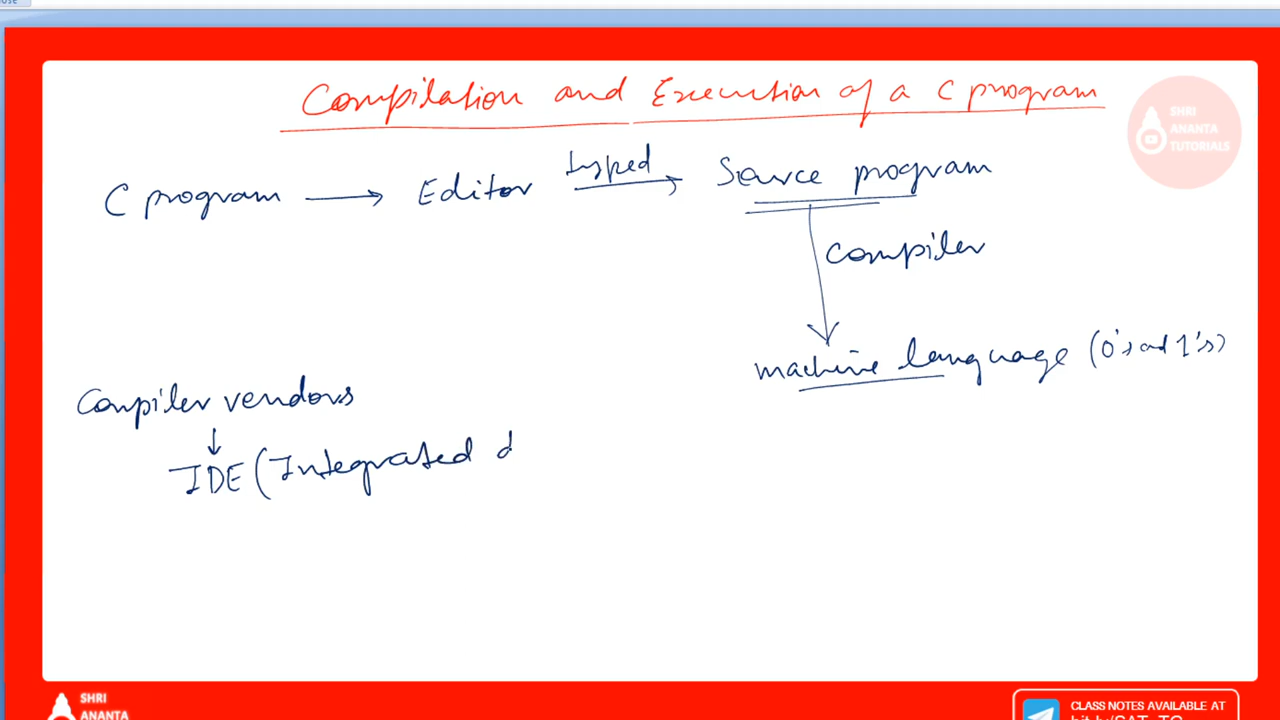 Compilation and Execution of a C program
SHRI
ANANTA
TUTORIALS
C program → Editor typed → Source program
compiler
machine language (0's and 1's)
Compiler vendors
↓
IDE (Integrated d
SHRI
ANANTA
CLASS NOTES AVAILABLE AT